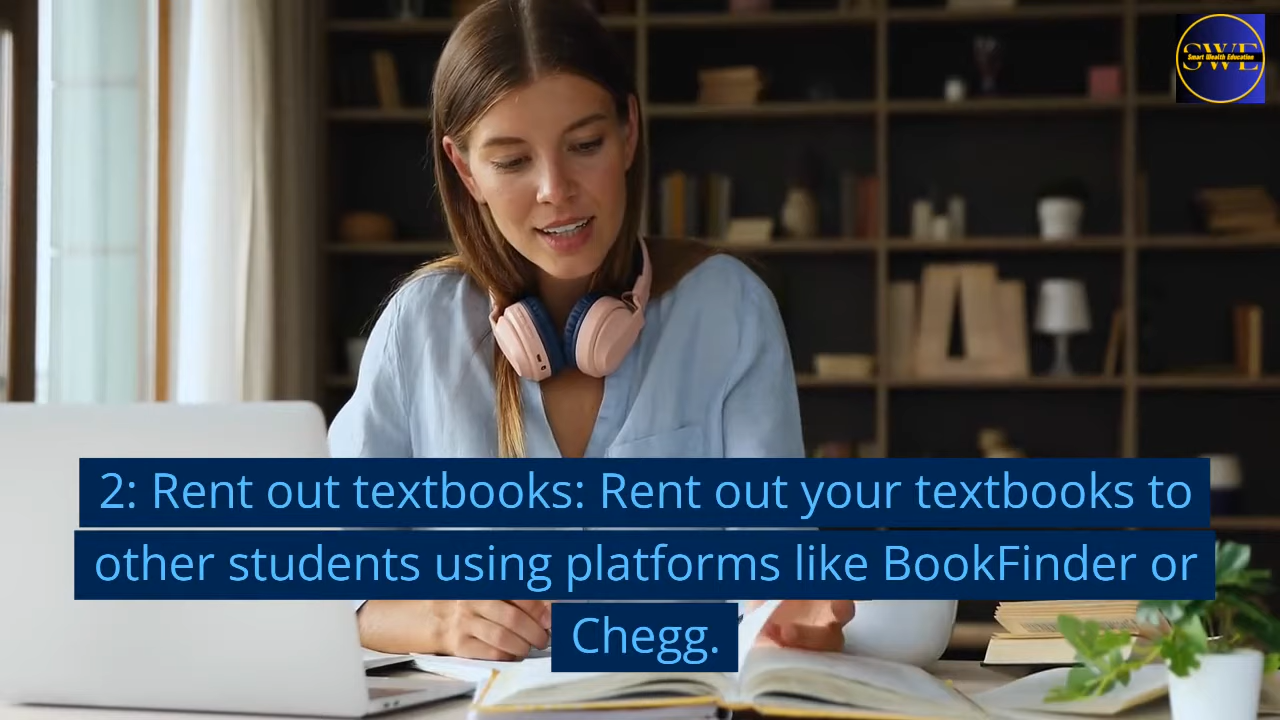 SWE
Smart Wealth Education
2: Rent out textbooks: Rent out your textbooks to
other students using platforms like BookFinder or
Chegg.